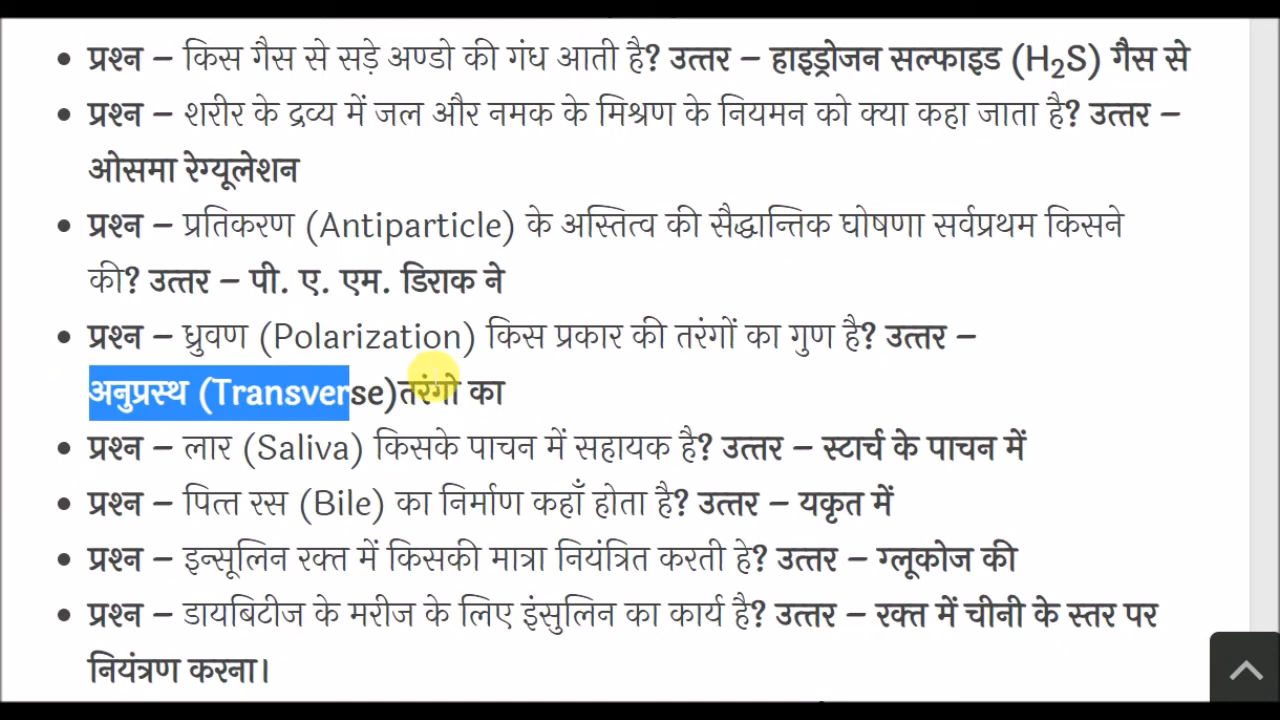 • प्रश्न – किस गैस से सड़े अण्डो की गंध आती है? उत्तर – हाइड्रोजन सल्फाइड (H₂S) गैस से
• प्रश्न – शरीर के द्रव्य में जल और नमक के मिश्रण के नियमन को क्या कहा जाता है? उत्तर –
ओसमा रेग्यूलेशन
• प्रश्न – प्रतिकरण (Antiparticle) के अस्तित्व की सैद्धान्तिक घोषणा सर्वप्रथम किसने
की? उत्तर – पी. ए. एम. डिराक ने
• प्रश्न – ध्रुवण (Polarization) किस प्रकार की तरंगों का गुण है? उत्तर –
अनुप्रस्थ (Transverse)तरंगो का
• प्रश्न – लार (Saliva) किसके पाचन में सहायक है? उत्तर – स्टार्च के पाचन में
• प्रश्न – पित्त रस (Bile) का निर्माण कहाँ होता है? उत्तर – यकृत में
• प्रश्न – इन्सूलिन रक्त में किसकी मात्रा नियंत्रित करती हे? उत्तर – ग्लूकोज की
• प्रश्न – डायबिटीज के मरीज के लिए इंसुलिन का कार्य है? उत्तर – रक्त में चीनी के स्तर पर
नियंत्रण करना।